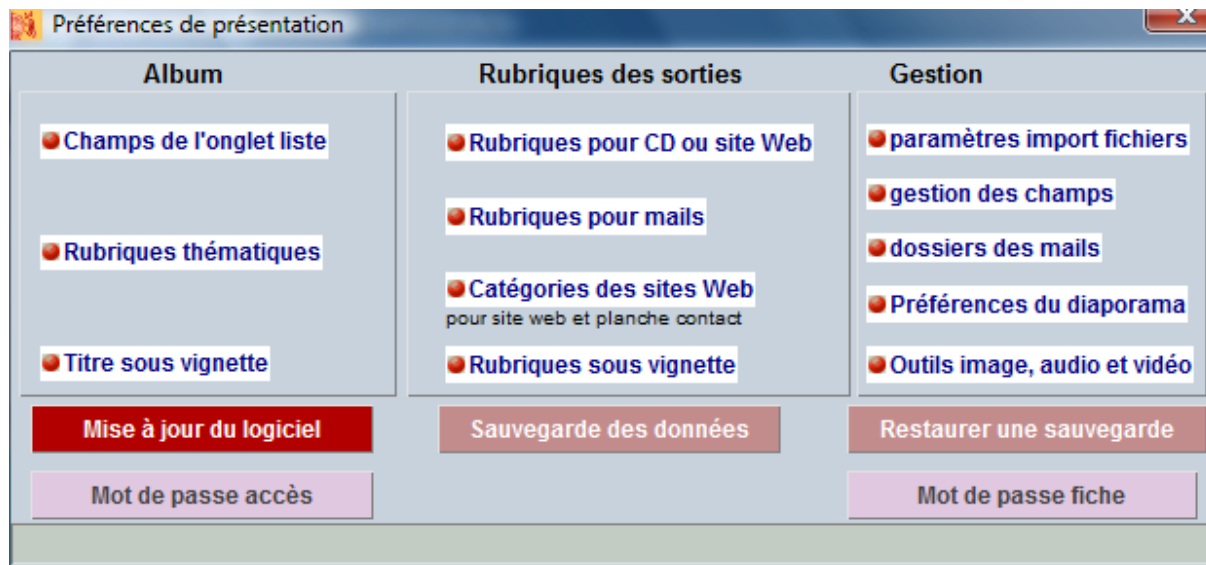 Préférences de présentation
Album
Rubriques des sorties
Gestion
Champs de l'onglet liste
Rubriques thématiques
Titre sous vignette
Rubriques pour CD ou site Web
Rubriques pour mails
Catégories des sites Web
pour site web et planche contact
Rubriques sous vignette
paramètres import fichiers
gestion des champs
dossiers des mails
Préférences du diaporama
Outils image, audio et vidéo
Mise à jour du logiciel
Sauvegarde des données
Restaurer une sauvegarde
Mot de passe accès
Mot de passe fiche